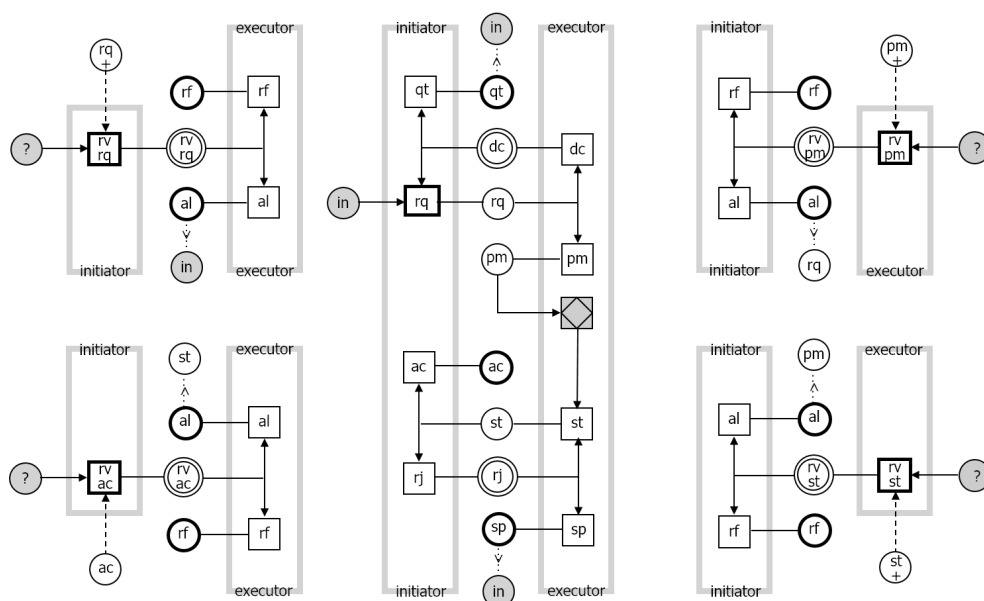 executor
rq
+
rf
rf
?
rv
rq
rv
rq
al
al
in
initiator
executor
initiator
in
executor
qt
qt
dc
dc
in
rq
rq
pm
pm
ac
ac
st
st
rj
rj
sp
sp
initiator
in
executor
initiator
pm
+
rf
rf
rv
pm
rv
pm
?
al
al
rq
initiator
executor
initiator
st
executor
al
al
?
rv
ac
rv
ac
rf
rf
ac
executor
initiator
pm
executor
al
al
rv
st
rv
st
?
rf
rf
st
+
initiator